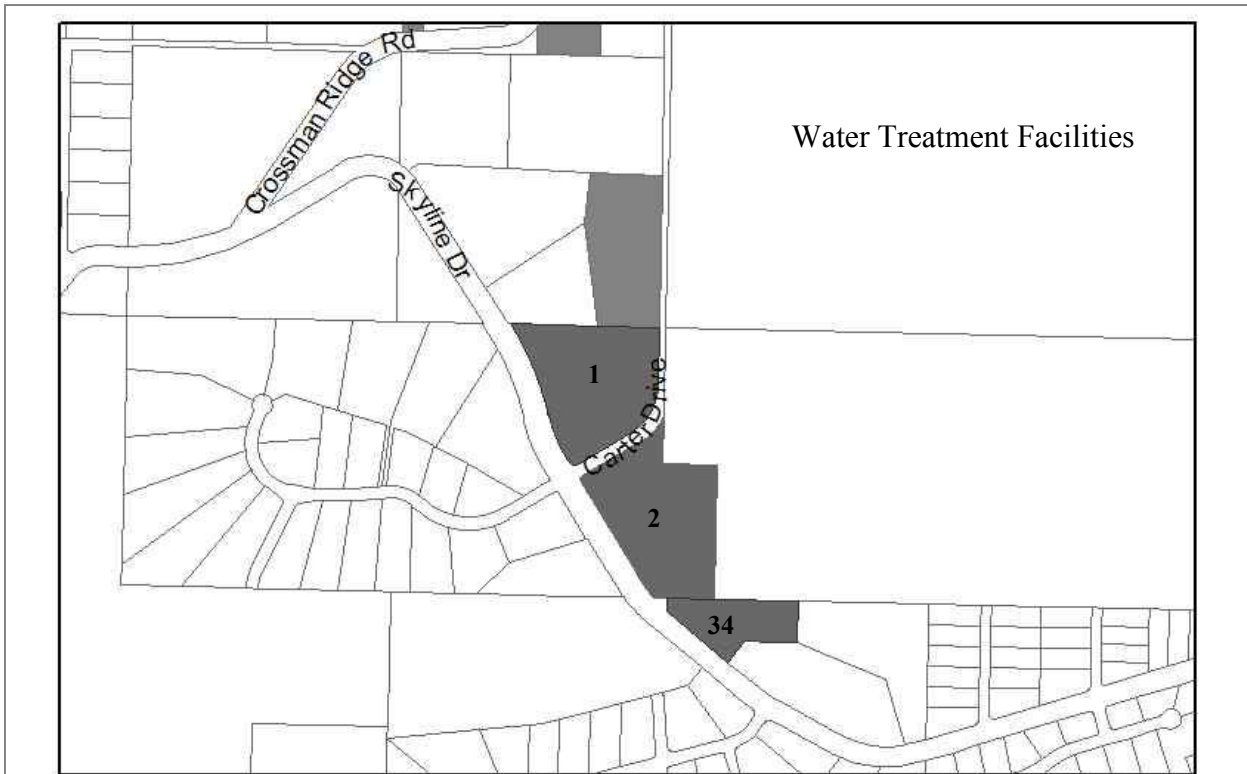 Crossman Ridge Rd
Water Treatment Facilities
Skyline Dr
1
Carter Drive
2
34